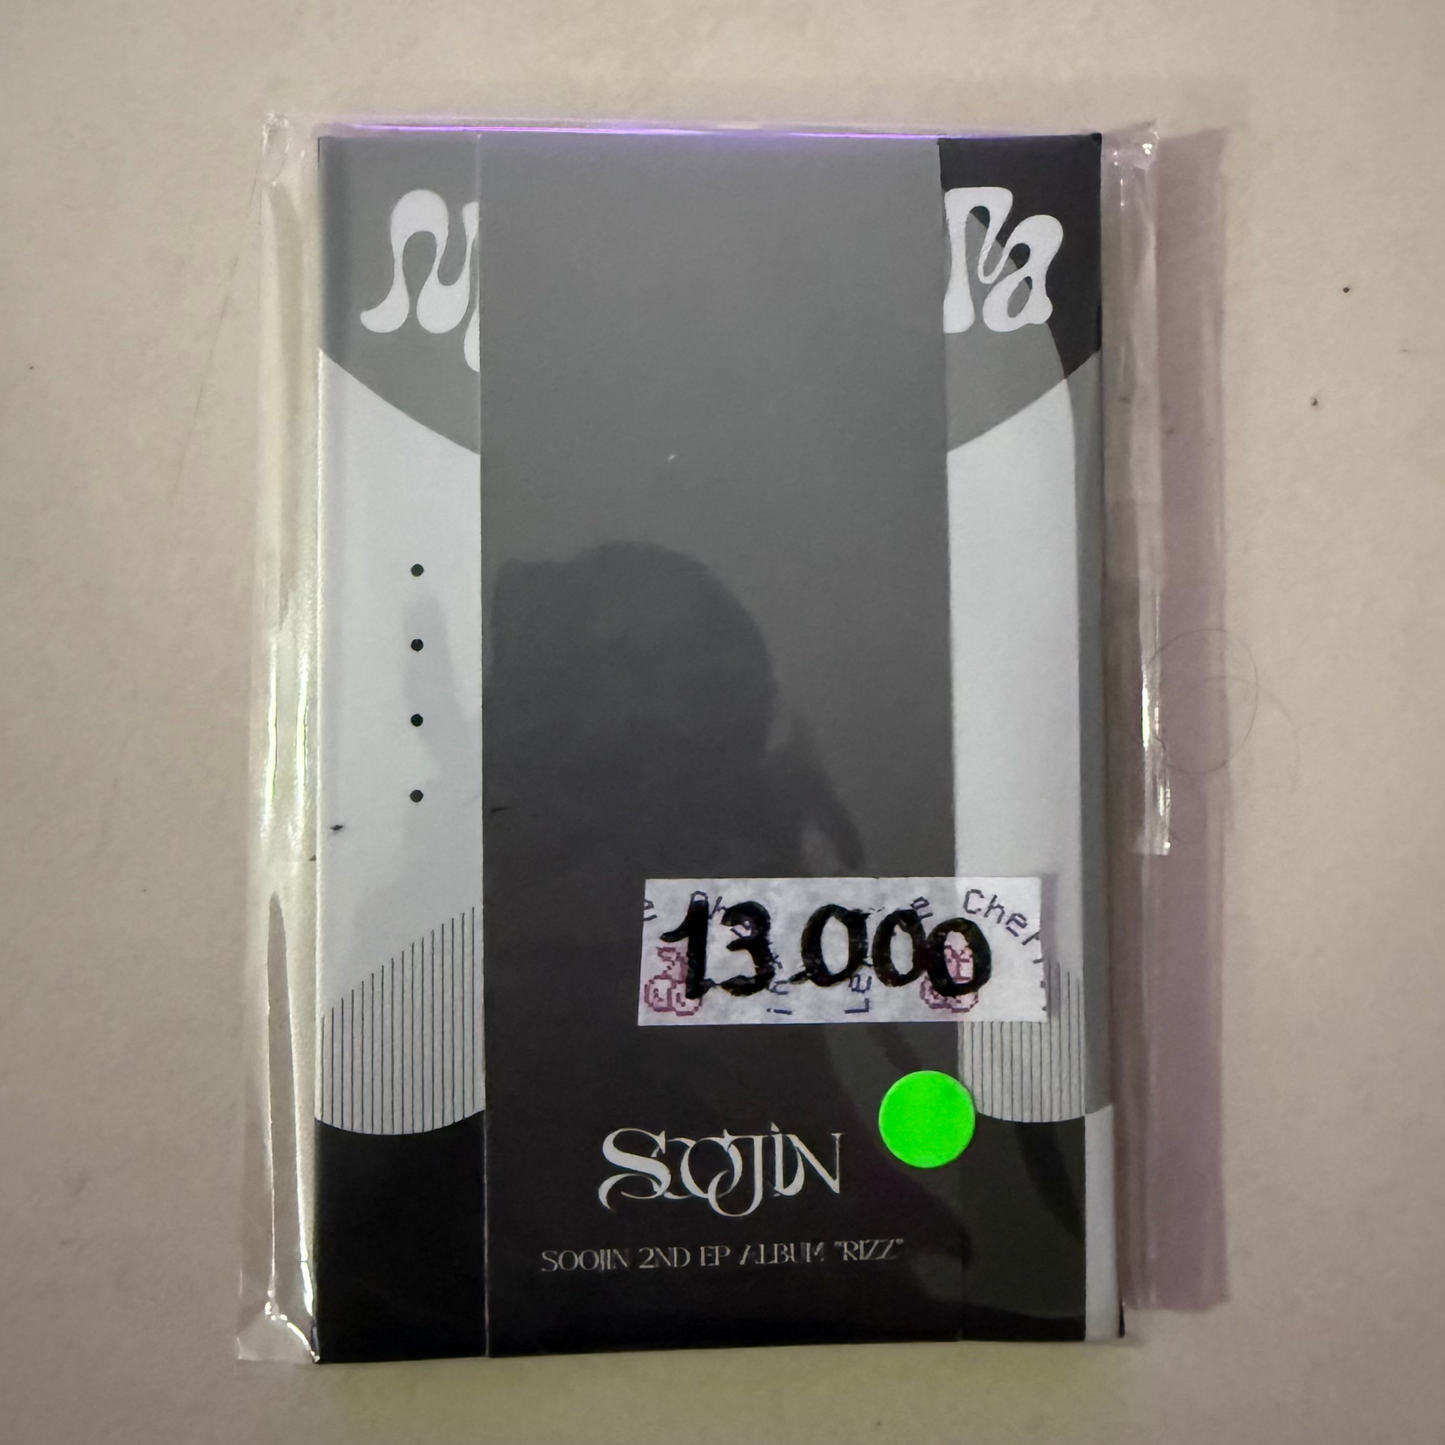 13.000
SOOJIN
SOOJIN 2ND EP ALBUM "RIZZ"